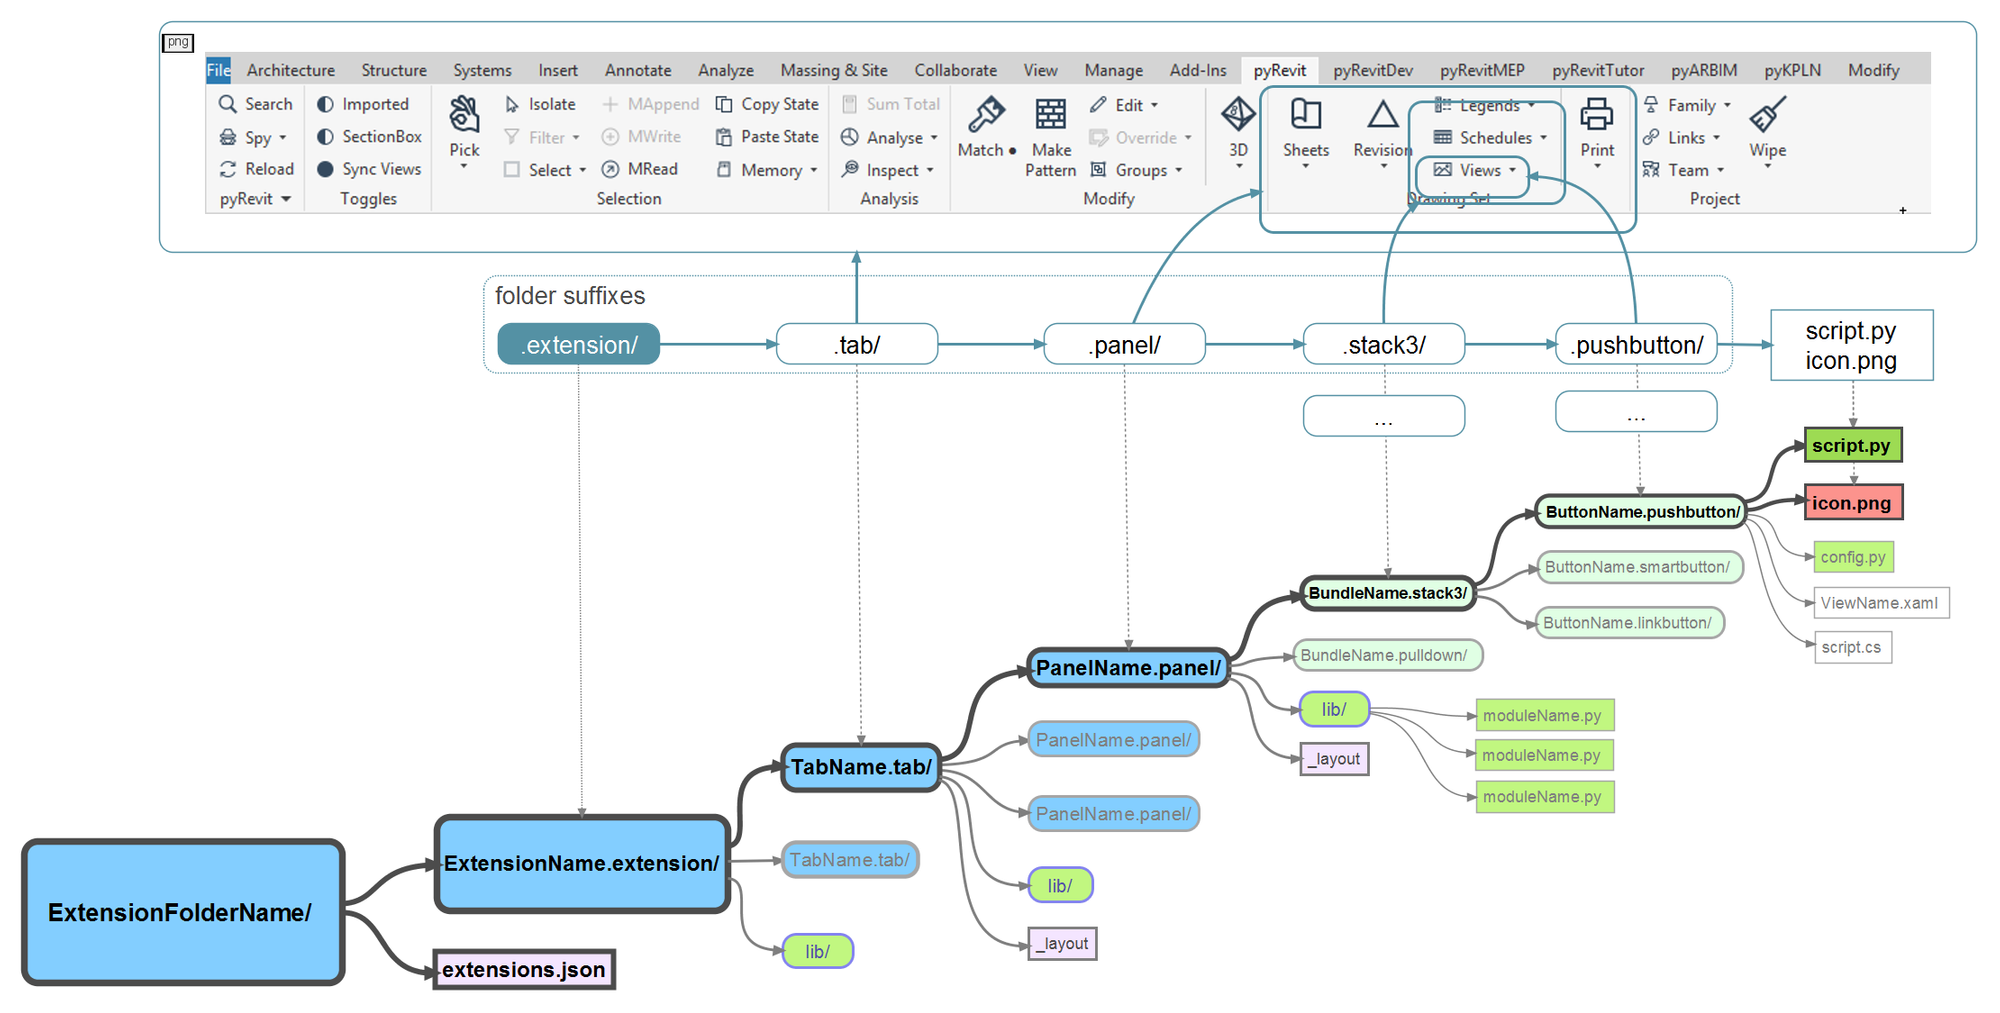 png
File Architecture Structure Systems Insert Annotate Analyze Massing & Site Collaborate View Manage Add-Ins pyRevit pyRevitDev pyRevitMEP pyRevitTutor pyARBIM pyKPLN Modify
Search Imported Isolate MAppend Copy State Sum Total Edit Legends Family
Spy SectionBox Filter MWrite Paste State Analyse Override Schedules Links
Pick Match Make 3D Sheets Revision Print Wipe
Reload Sync Views Select MRead Memory Inspect Pattern Groups Views Team
pyRevit Toggles Selection Analysis Modify Drawing Set Project
folder suffixes
.extension/ .tab/ .panel/ .stack3/ .pushbutton/
script.py
icon.png
... ...
script.py
icon.png
ButtonName.pushbutton/
config.py
ButtonName.smartbutton/
BundleName.stack3/
ViewName.xaml
ButtonName.linkbutton/
script.cs
BundleName.pulldown/
PanelName.panel/
lib/
moduleName.py
moduleName.py
moduleName.py
_layout
PanelName.panel/
TabName.tab/
PanelName.panel/
TabName.tab/
ExtensionName.extension/
lib/
ExtensionFolderName/
_layout
lib/
extensions.json